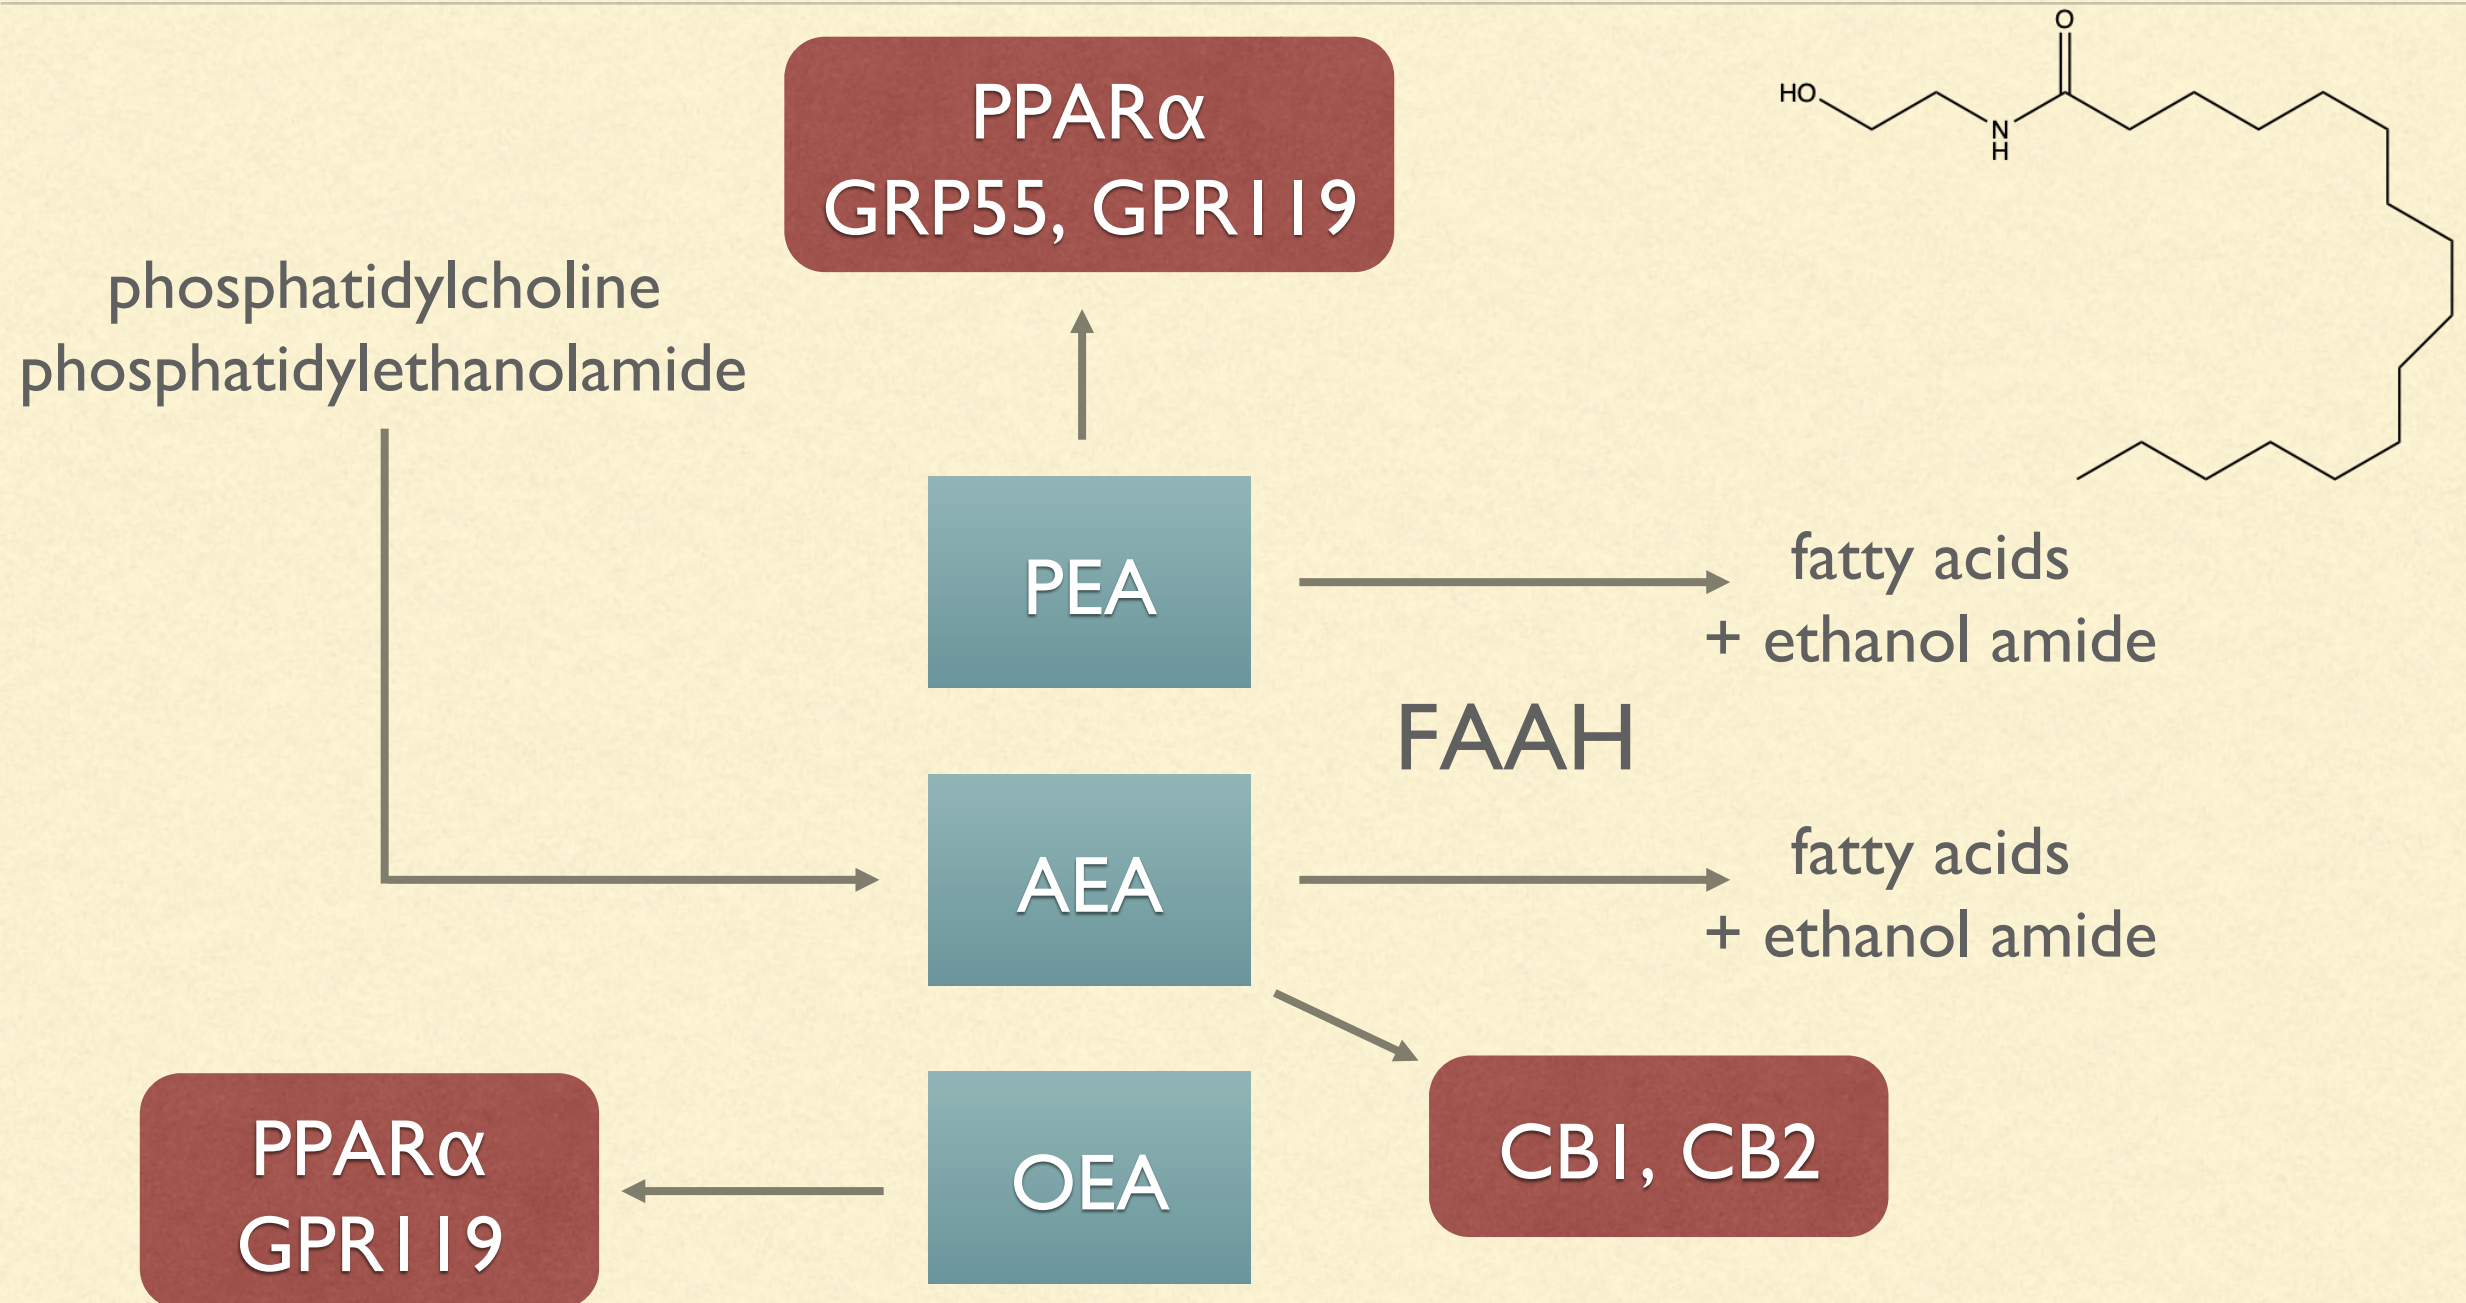 PPARα
GRP55, GPR119
O
HO
N
H
phosphatidylcholine
phosphatidylethanolamide
PEA
fatty acids
+ ethanol amide
FAAH
AEA
fatty acids
+ ethanol amide
PPARα
GPR119
OEA
CB1, CB2